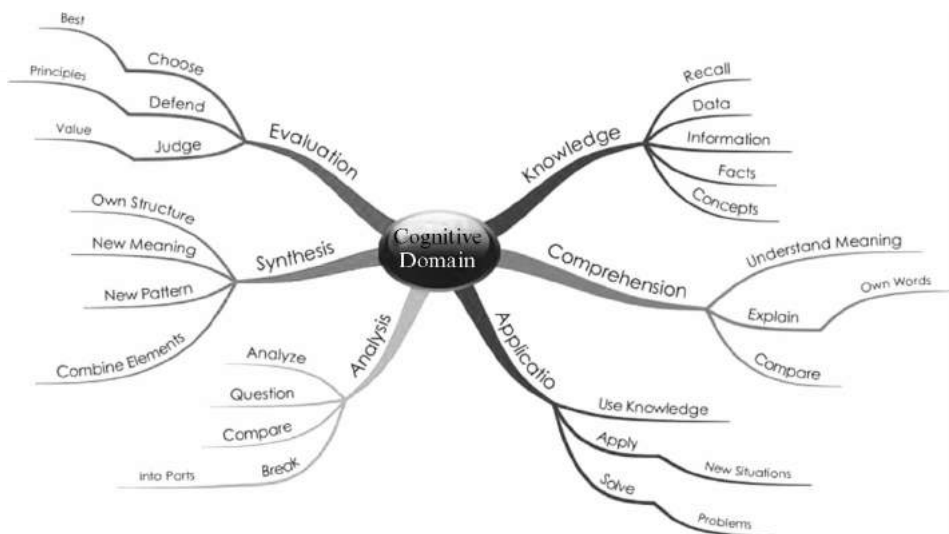 Cognitive
Domain
Knowledge
Recall
Data
Information
Facts
Concepts
Comprehension
Understand Meaning
Explain
Own Words
Compare
Applicatio
Use Knowledge
Apply
New Situations
Solve
Problems
Analysis
Analyze
Question
Compare
Break
Into Parts
Synthesis
Own Structure
New Meaning
New Pattern
Combine Elements
Evaluation
Choose
Best
Defend
Principles
Judge
Value